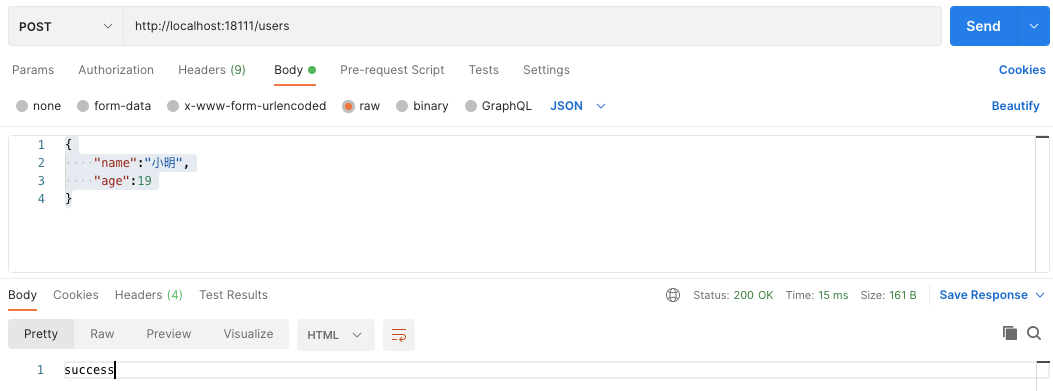 POST http://localhost:18111/users Send
Params Authorization Headers (9) Body Pre-request Script Tests Settings Cookies
none form-data x-www-form-urlencoded raw binary GraphQL JSON Beautify
1 {
2 ····"name":"小明",
3 ····"age":19
4 }
Body Cookies Headers (4) Test Results Status: 200 OK Time: 15 ms Size: 161 B Save Response
Pretty Raw Preview Visualize HTML
1 success